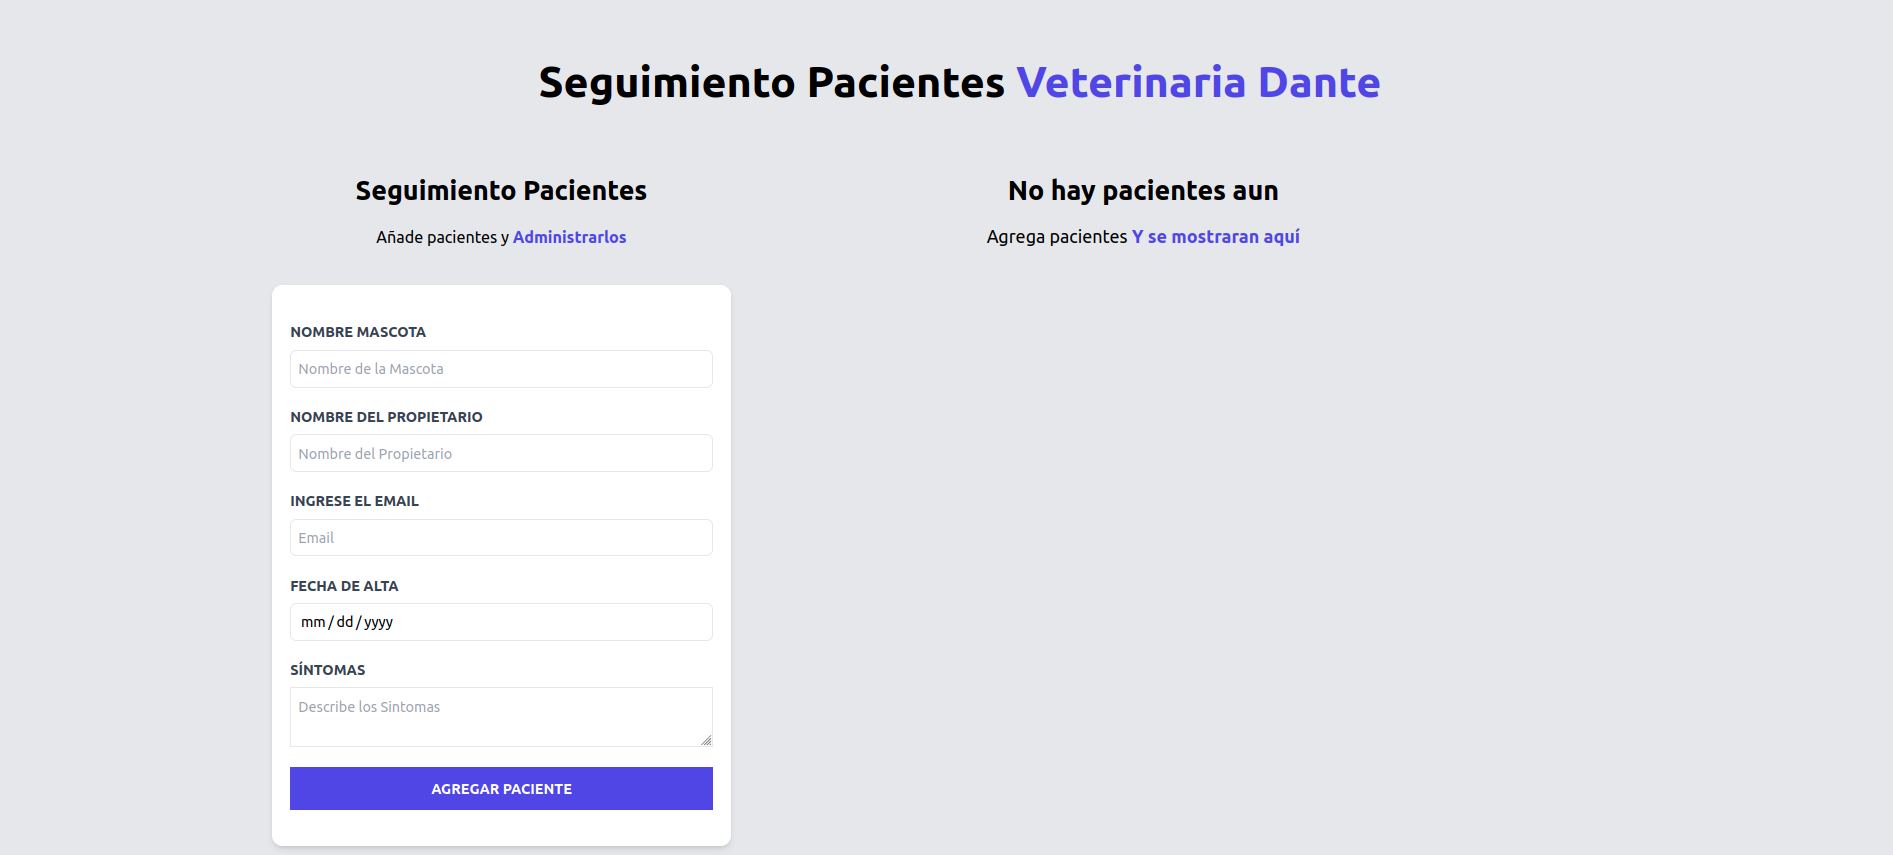 Seguimiento Pacientes Veterinaria Dante
Seguimiento Pacientes
Añade pacientes y Administrarlos
NOMBRE MASCOTA
Nombre de la Mascota
NOMBRE DEL PROPIETARIO
Nombre del Propietario
INGRESE EL EMAIL
Email
FECHA DE ALTA
mm/dd/yyyy
SÍNTOMAS
Describe los Sintomas
AGREGAR PACIENTE
No hay pacientes aun
Agrega pacientes Y se mostraran aquí